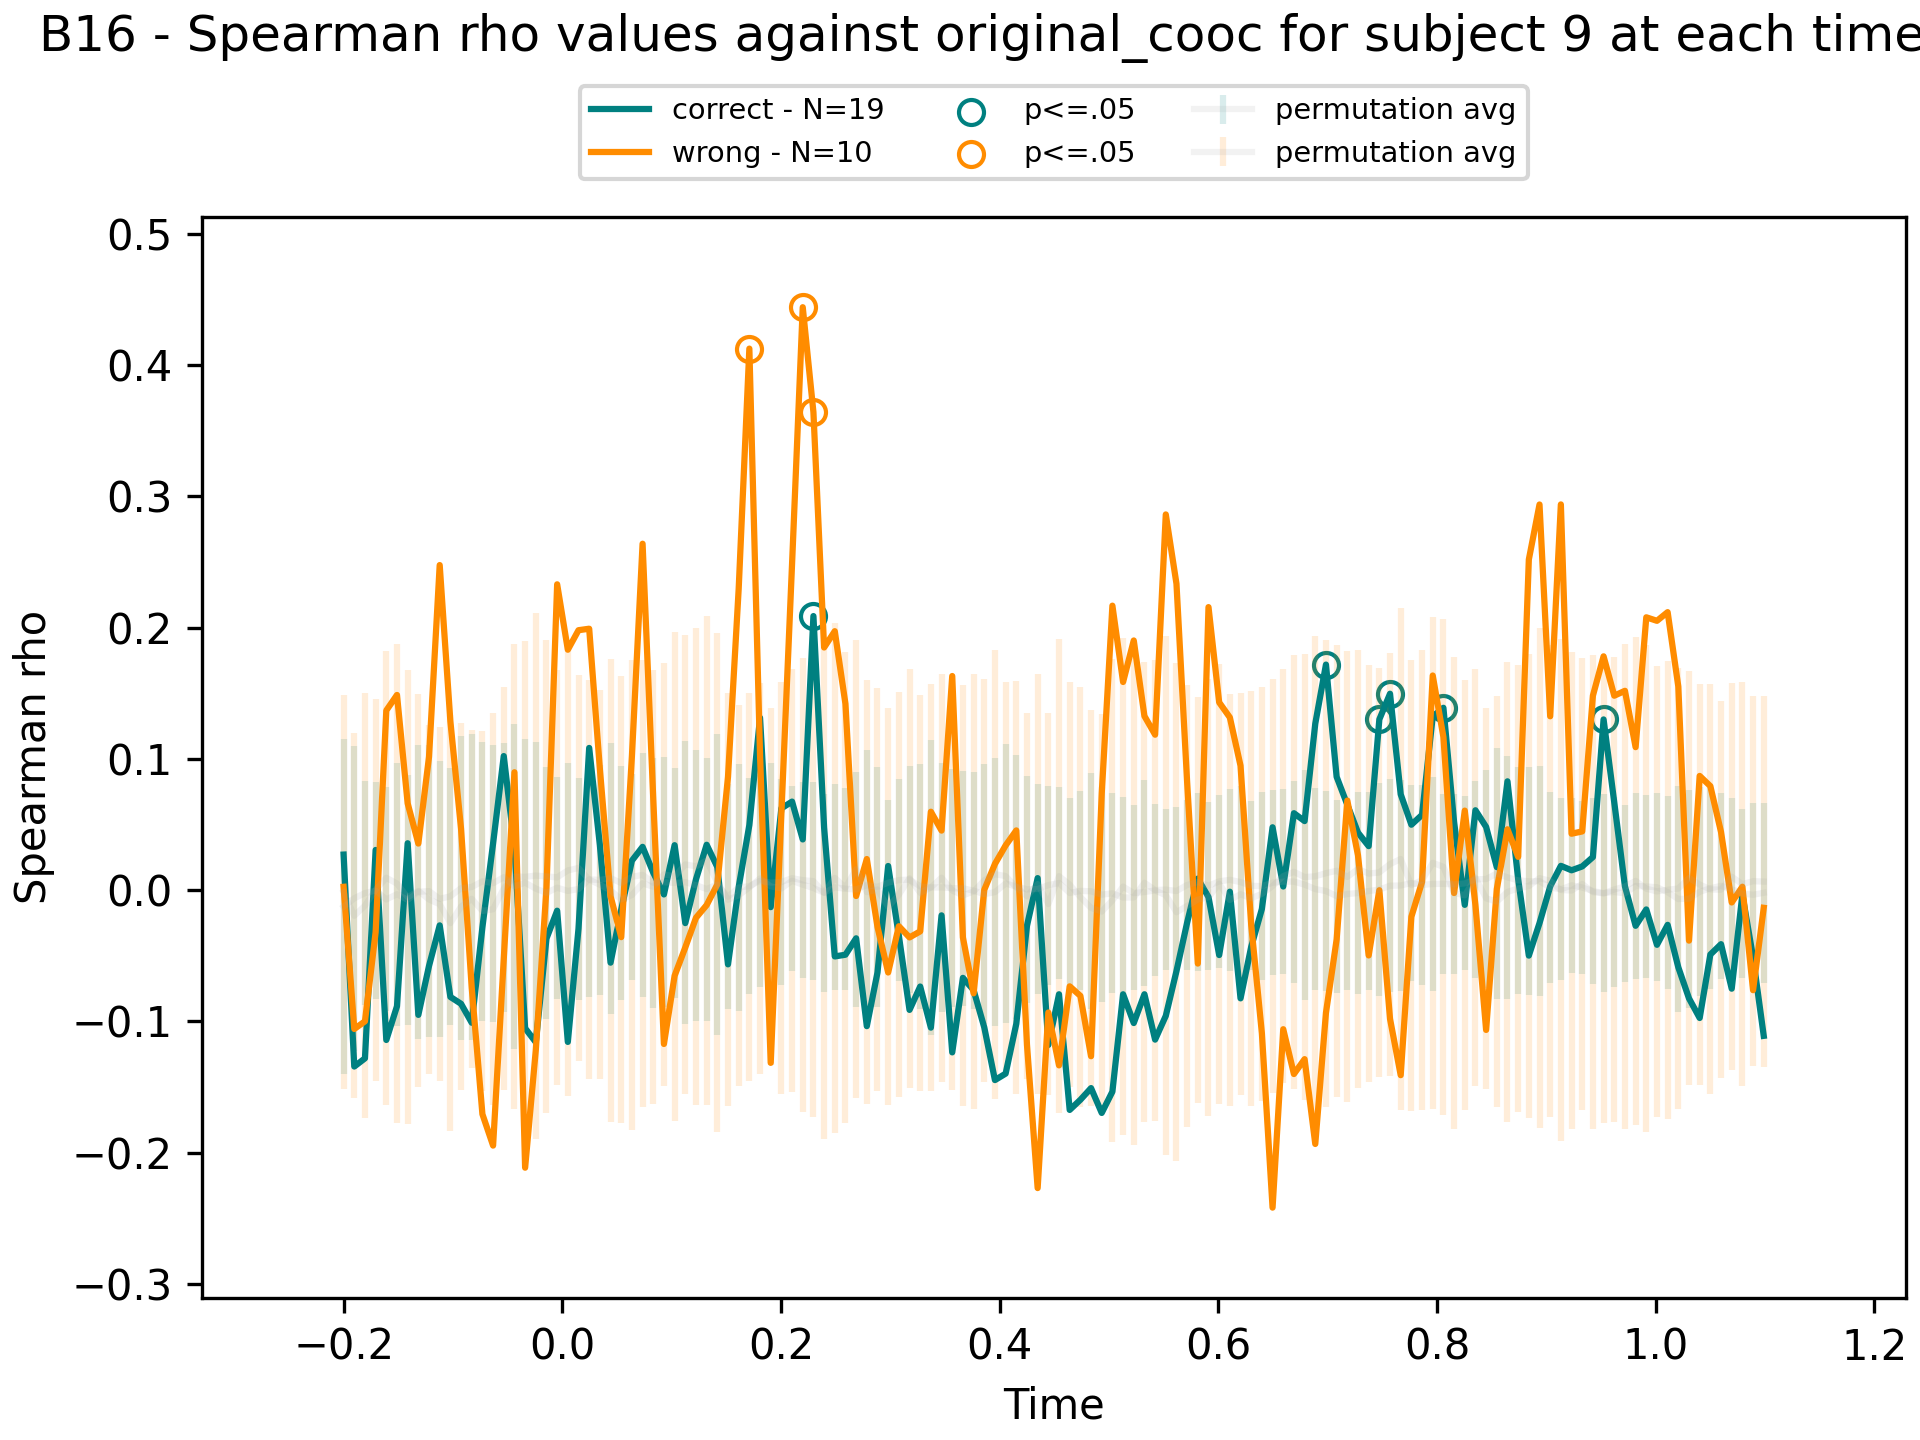 B16 - Spearman rho values against original_cooc for subject 9 at each time
correct - N=19
wrong - N=10
p<=.05
p<=.05
permutation avg
permutation avg
0.5
0.4
0.3
0.2
0.1
0.0
−0.1
−0.2
−0.3
Spearman rho
−0.2
0.0
0.2
0.4
0.6
0.8
1.0
1.2
Time